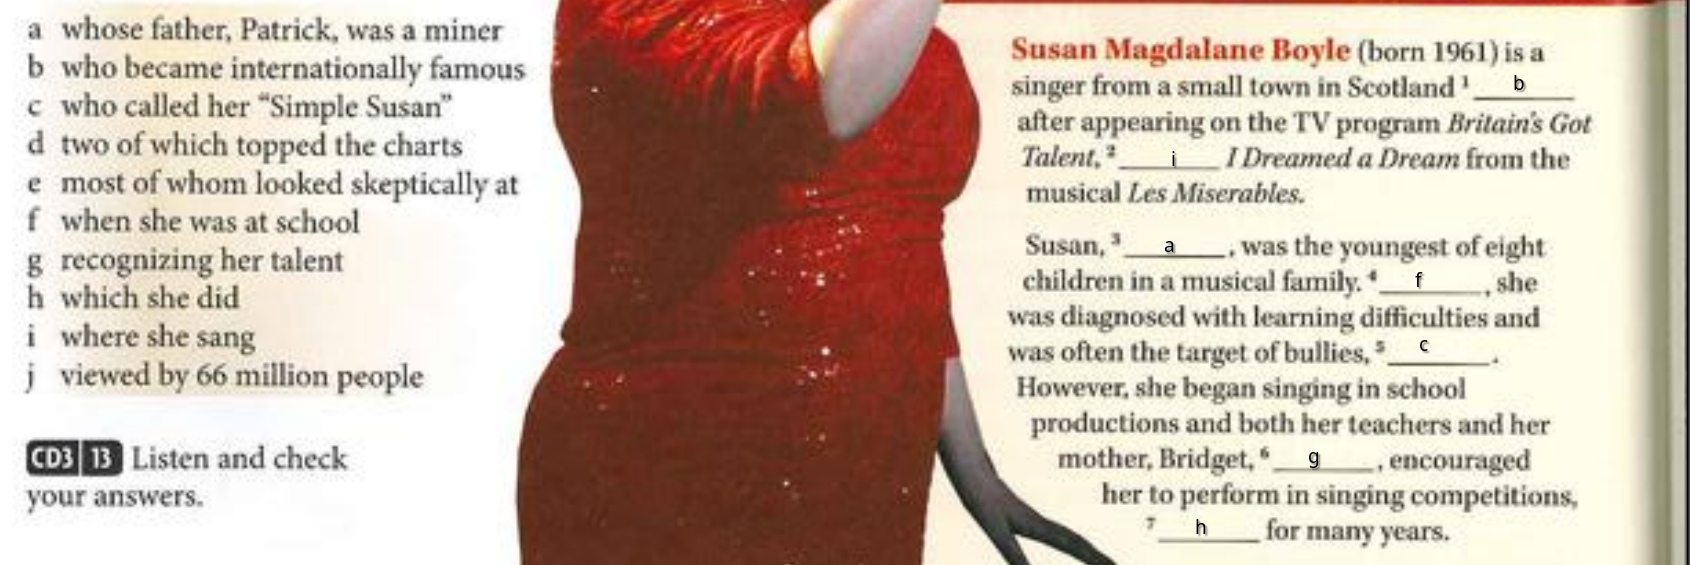 a whose father, Patrick, was a miner
b who became internationally famous
c who called her “Simple Susan”
d two of which topped the charts
e most of whom looked skeptically at
f when she was at school
g recognizing her talent
h which she did
i where she sang
j viewed by 66 million people
CD3 13 Listen and check
your answers.
Susan Magdalane Boyle (born 1961) is a
singer from a small town in Scotland ¹ b
after appearing on the TV program Britain's Got
Talent, ² i I Dreamed a Dream from the
musical Les Miserables.
Susan, ³ a , was the youngest of eight
children in a musical family. ⁴ f , she
was diagnosed with learning difficulties and
was often the target of bullies, ⁵ c .
However, she began singing in school
productions and both her teachers and her
mother, Bridget, ⁶ g , encouraged
her to perform in singing competitions,
⁷ h for many years.